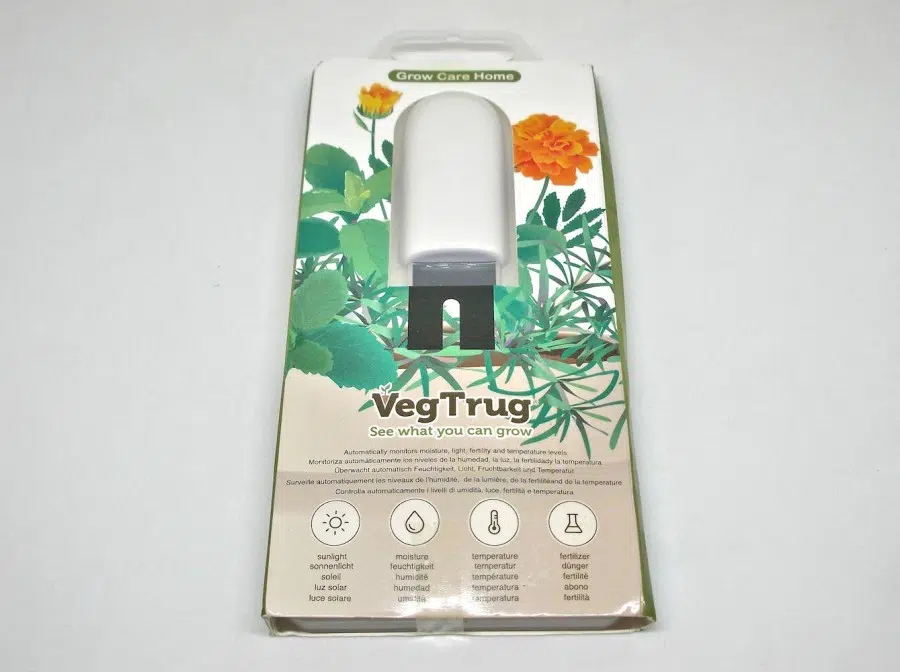 Grow Care Home
VegTrug
See what you can grow
Automatically monitors moisture, light, fertility and temperature levels
Monitoriza automáticamente los niveles de la humedad, la luz, la fertilidady la temperatura
Überwacht automatisch Feuchtigkeit, Licht, Fruchtbarkeit und Temperatur
Surveille automatiquement les niveaux de l'humidité, de la lumière, de la fertilitéand de la temperature
Controlla automaticamente i livelli di umidità, luce, fertilità e temperatura
sunlight
sonnenlicht
soleil
luz solar
luce solare
moisture
feuchtigkeit
humidité
humedad
umidità
temperature
temperatur
température
temperatura
temperatura
fertilizer
dünger
fertilité
abono
fertilità